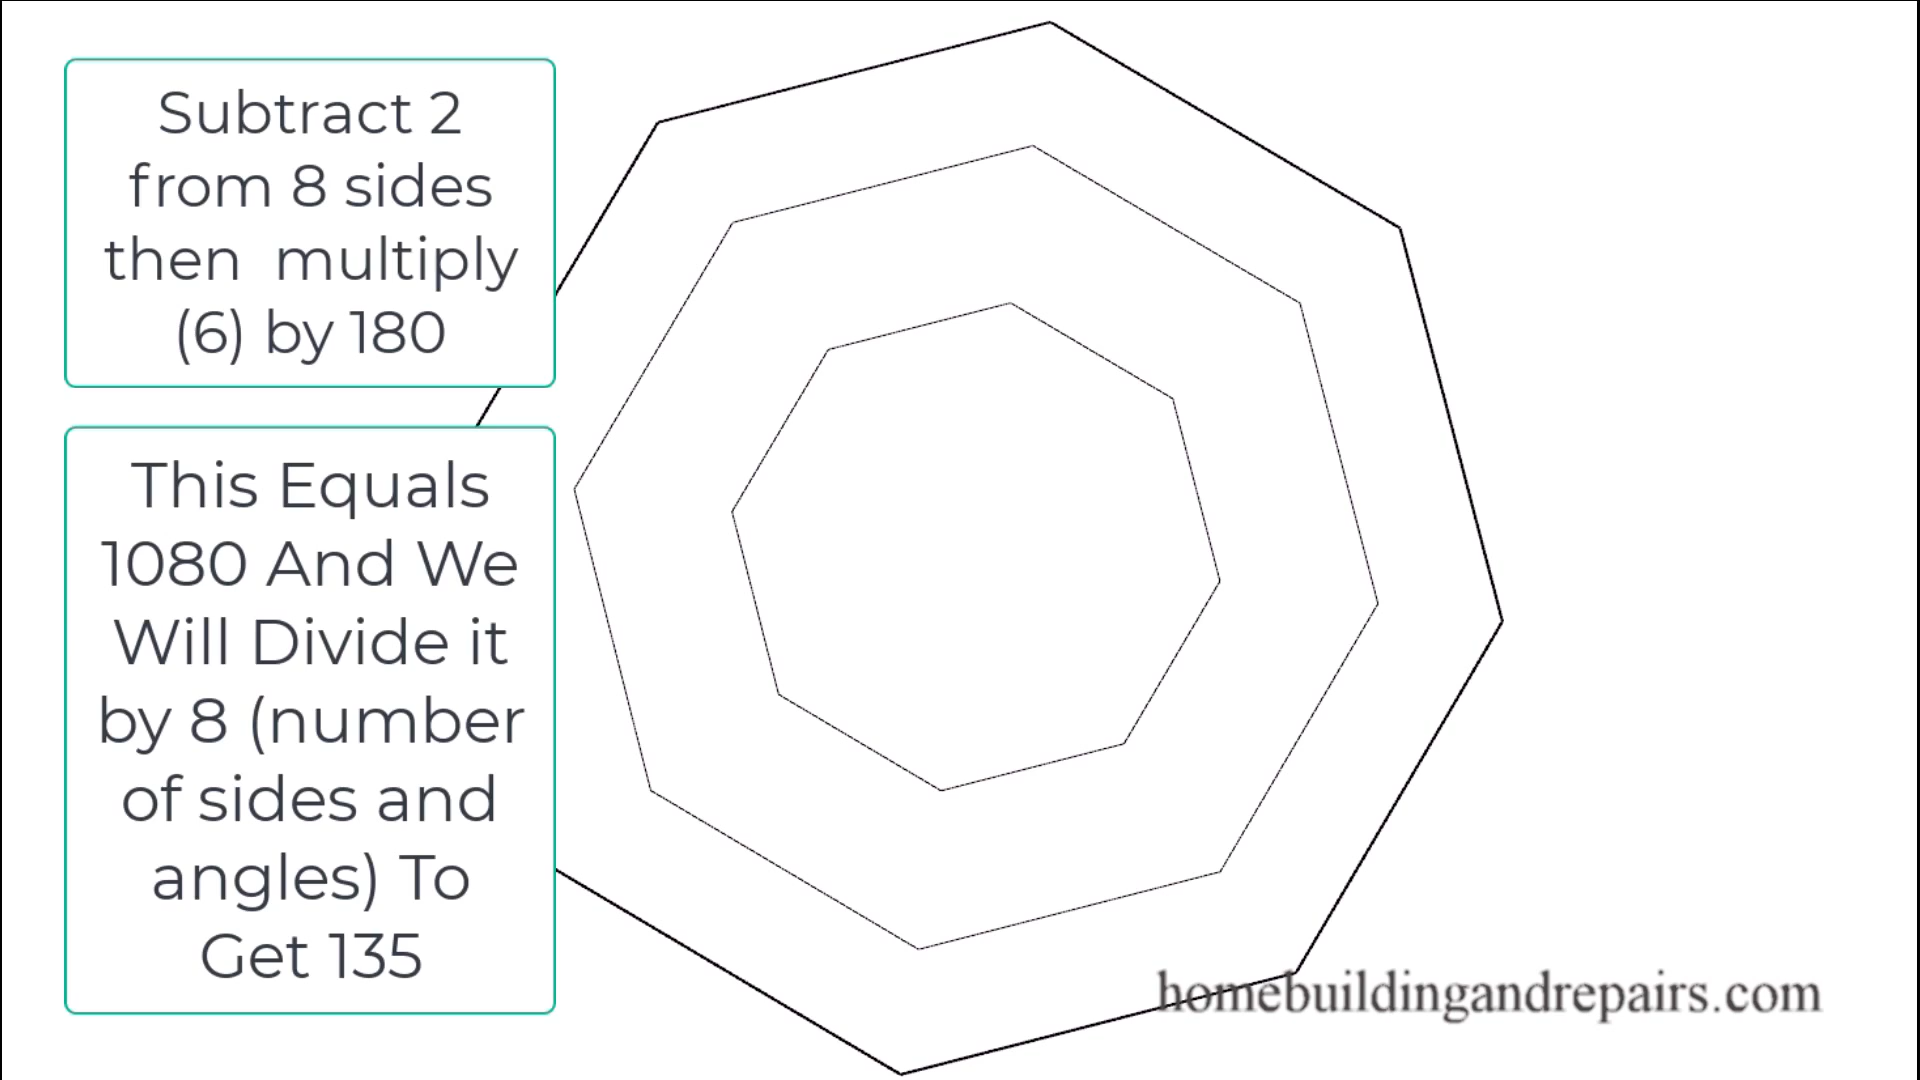 Subtract 2
from 8 sides
then multiply
(6) by 180
This Equals
1080 And We
Will Divide it
by 8 (number
of sides and
angles) To
Get 135
homebuildingandrepairs.com